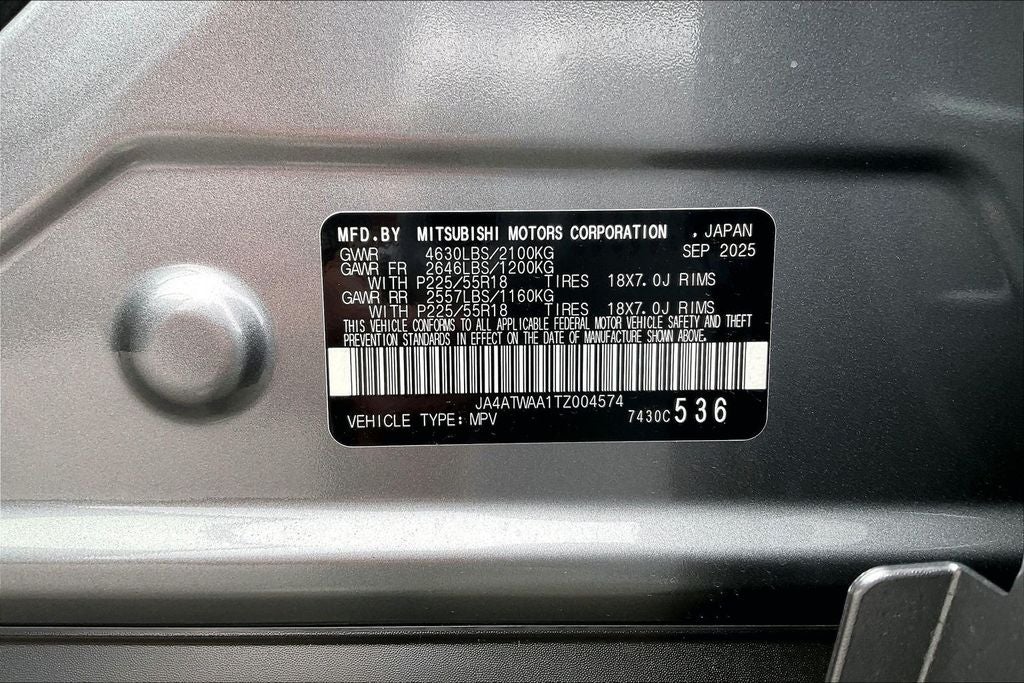 MFD.BY MITSUBISHI MOTORS CORPORATION , JAPAN
GVWR 4630LBS/2100KG SEP 2025
GAWR FR 2646LBS/1200KG
WITH P225/55R18 TIRES 18X7.0J RIMS
GAWR RR 2557LBS/1160KG
WITH P225/55R18 TIRES 18X7.0J RIMS
THIS VEHICLE CONFORMS TO ALL APPLICABLE FEDERAL MOTOR VEHICLE SAFETY AND THEFT
PREVENTION STANDARDS IN EFFECT ON THE DATE OF MANUFACTURE SHOWN ABOVE.
JA4ATWAA1TZ004574
VEHICLE TYPE: MPV 7430C 536